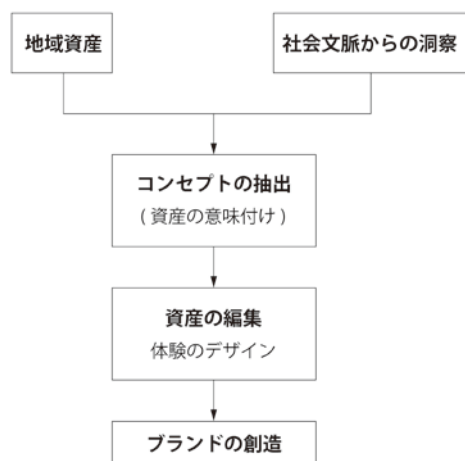 地域資産
社会文脈からの洞察
コンセプトの抽出
( 資産の意味付け )
資産の編集
体験のデザイン
ブランドの創造